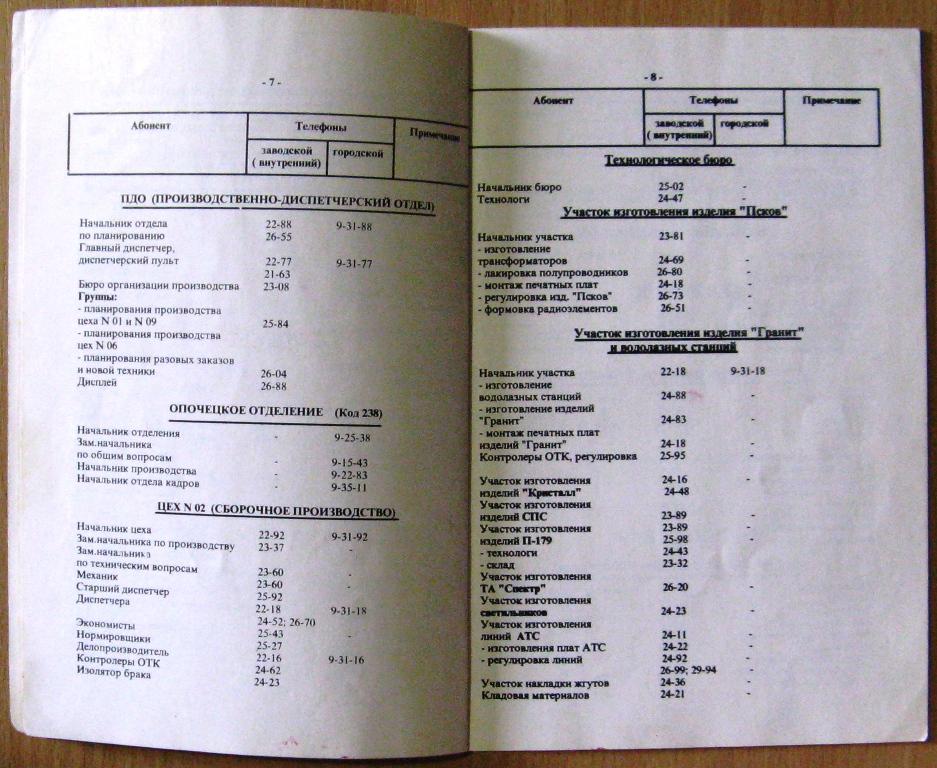 - 7 -
Абонент Телефоны Примечание
заводской городской
( внутренний)
ПДО (ПРОИЗВОДСТВЕННО-ДИСПЕТЧЕРСКИЙ ОТДЕЛ)
Начальник отдела 22-88 9-31-88
по планированию 26-55
Главный диспетчер,
диспетчерский пульт 22-77 9-31-77
21-63
Бюро организации производства 23-08
Группы:
- планирования производства
цеха N 01 и N 09 25-84
- планирования производства
цех N 06
- планирования разовых заказов
и новой техники 26-04
Дисплей 26-88
ОПОЧЕЦКОЕ ОТДЕЛЕНИЕ (Код 238)
Начальник отделения - 9-25-38
Зам.начальника
по общим вопросам - 9-15-43
Начальник производства - 9-22-83
Начальник отдела кадров - 9-35-11
ЦЕХ N 02 (СБОРОЧНОЕ ПРОИЗВОДСТВО)
Начальник цеха 22-92 9-31-92
Зам.начальника по производству 23-37 -
Зам.начальника
по техническим вопросам 23-60 -
Механик 23-60 -
Старший диспетчер 25-92
Диспетчера 22-18 9-31-18
24-52; 26-70
Экономисты 25-43 -
Нормировщики 25-27
Делопроизводитель 22-16 9-31-16
Контролеры ОТК 24-62
Изолятор брака 24-23
- 8 -
Абонент Телефоны Примечание
заводской городской
( внутренний)
Технологическое бюро
Начальник бюро 25-02 -
Технологи 24-47 -
Участок изготовления изделия "Псков"
Начальник участка 23-81 -
- изготовление
трансформаторов 24-69 -
- лакировка полупроводников 26-80 -
- монтаж печатных плат 24-18 -
- регулировка изд. "Псков" 26-73 -
- формовка радиоэлементов 26-51 -
Участок изготовления изделия "Гранит"
и водолазных станций
Начальник участка 22-18 9-31-18
- изготовление
водолазных станций 24-88 -
- изготовление изделий
"Гранит" 24-83 -
- монтаж печатных плат
изделий "Гранит" 24-18 -
Контролеры ОТК, регулировка 25-95 -
Участок изготовления 24-16 -
изделий "Кристалл" 24-48
Участок изготовления
изделий СПС 23-89 -
Участок изготовления 23-89 -
изделий П-179 25-98 -
- технологи 24-43 -
- склад 23-32 -
Участок изготовления
ТА "Спектр" 26-20 -
Участок изготовления
светильников 24-23 -
Участок изготовления
линий АТС 24-11 -
- изготовления плат АТС 24-22 -
- регулировка линий 24-92 -
26-99; 29-94 -
Участок накладки жгутов 24-36 -
Кладовая материалов 24-21 -